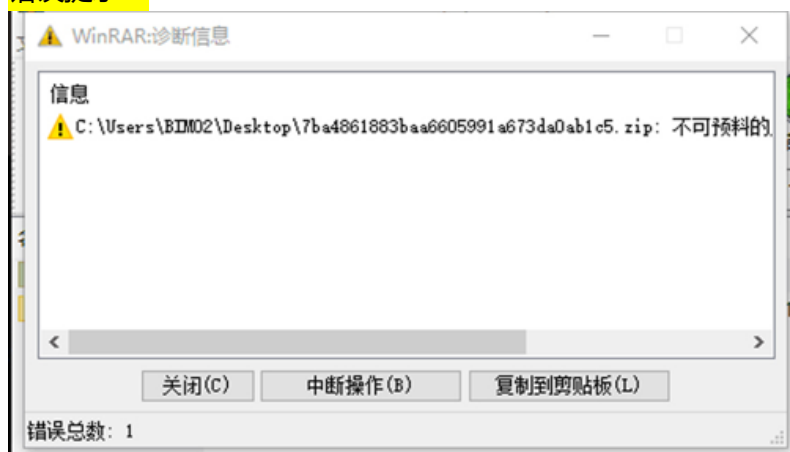 WinRAR:诊断信息
信息
C:\Users\BIM02\Desktop\7ba4861883baa6605991a673da0ab1c5.zip: 不可预料的
关闭(C)
中断操作(B)
复制到剪贴板(L)
错误总数: 1